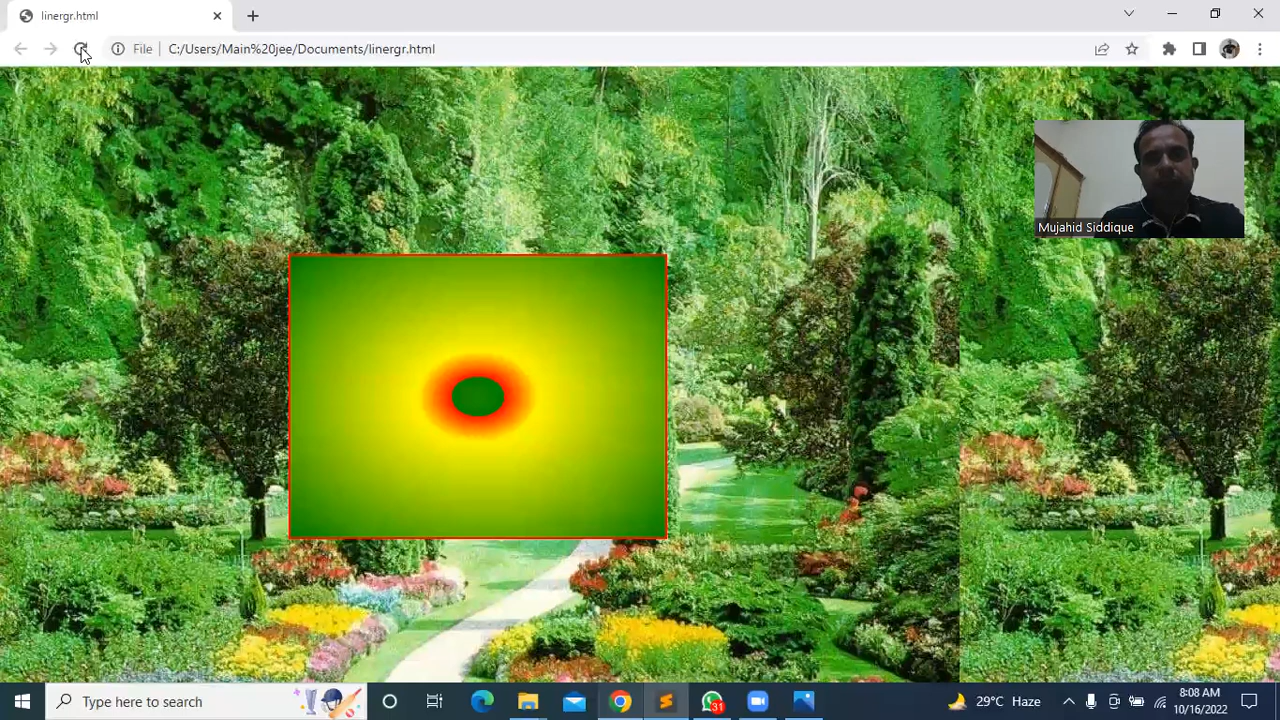 linergr.html
File
C:/Users/Main%20jee/Documents/linergr.html
Mujahid Siddique
Type here to search
31
29°C Haze
8:08 AM
10/16/2022